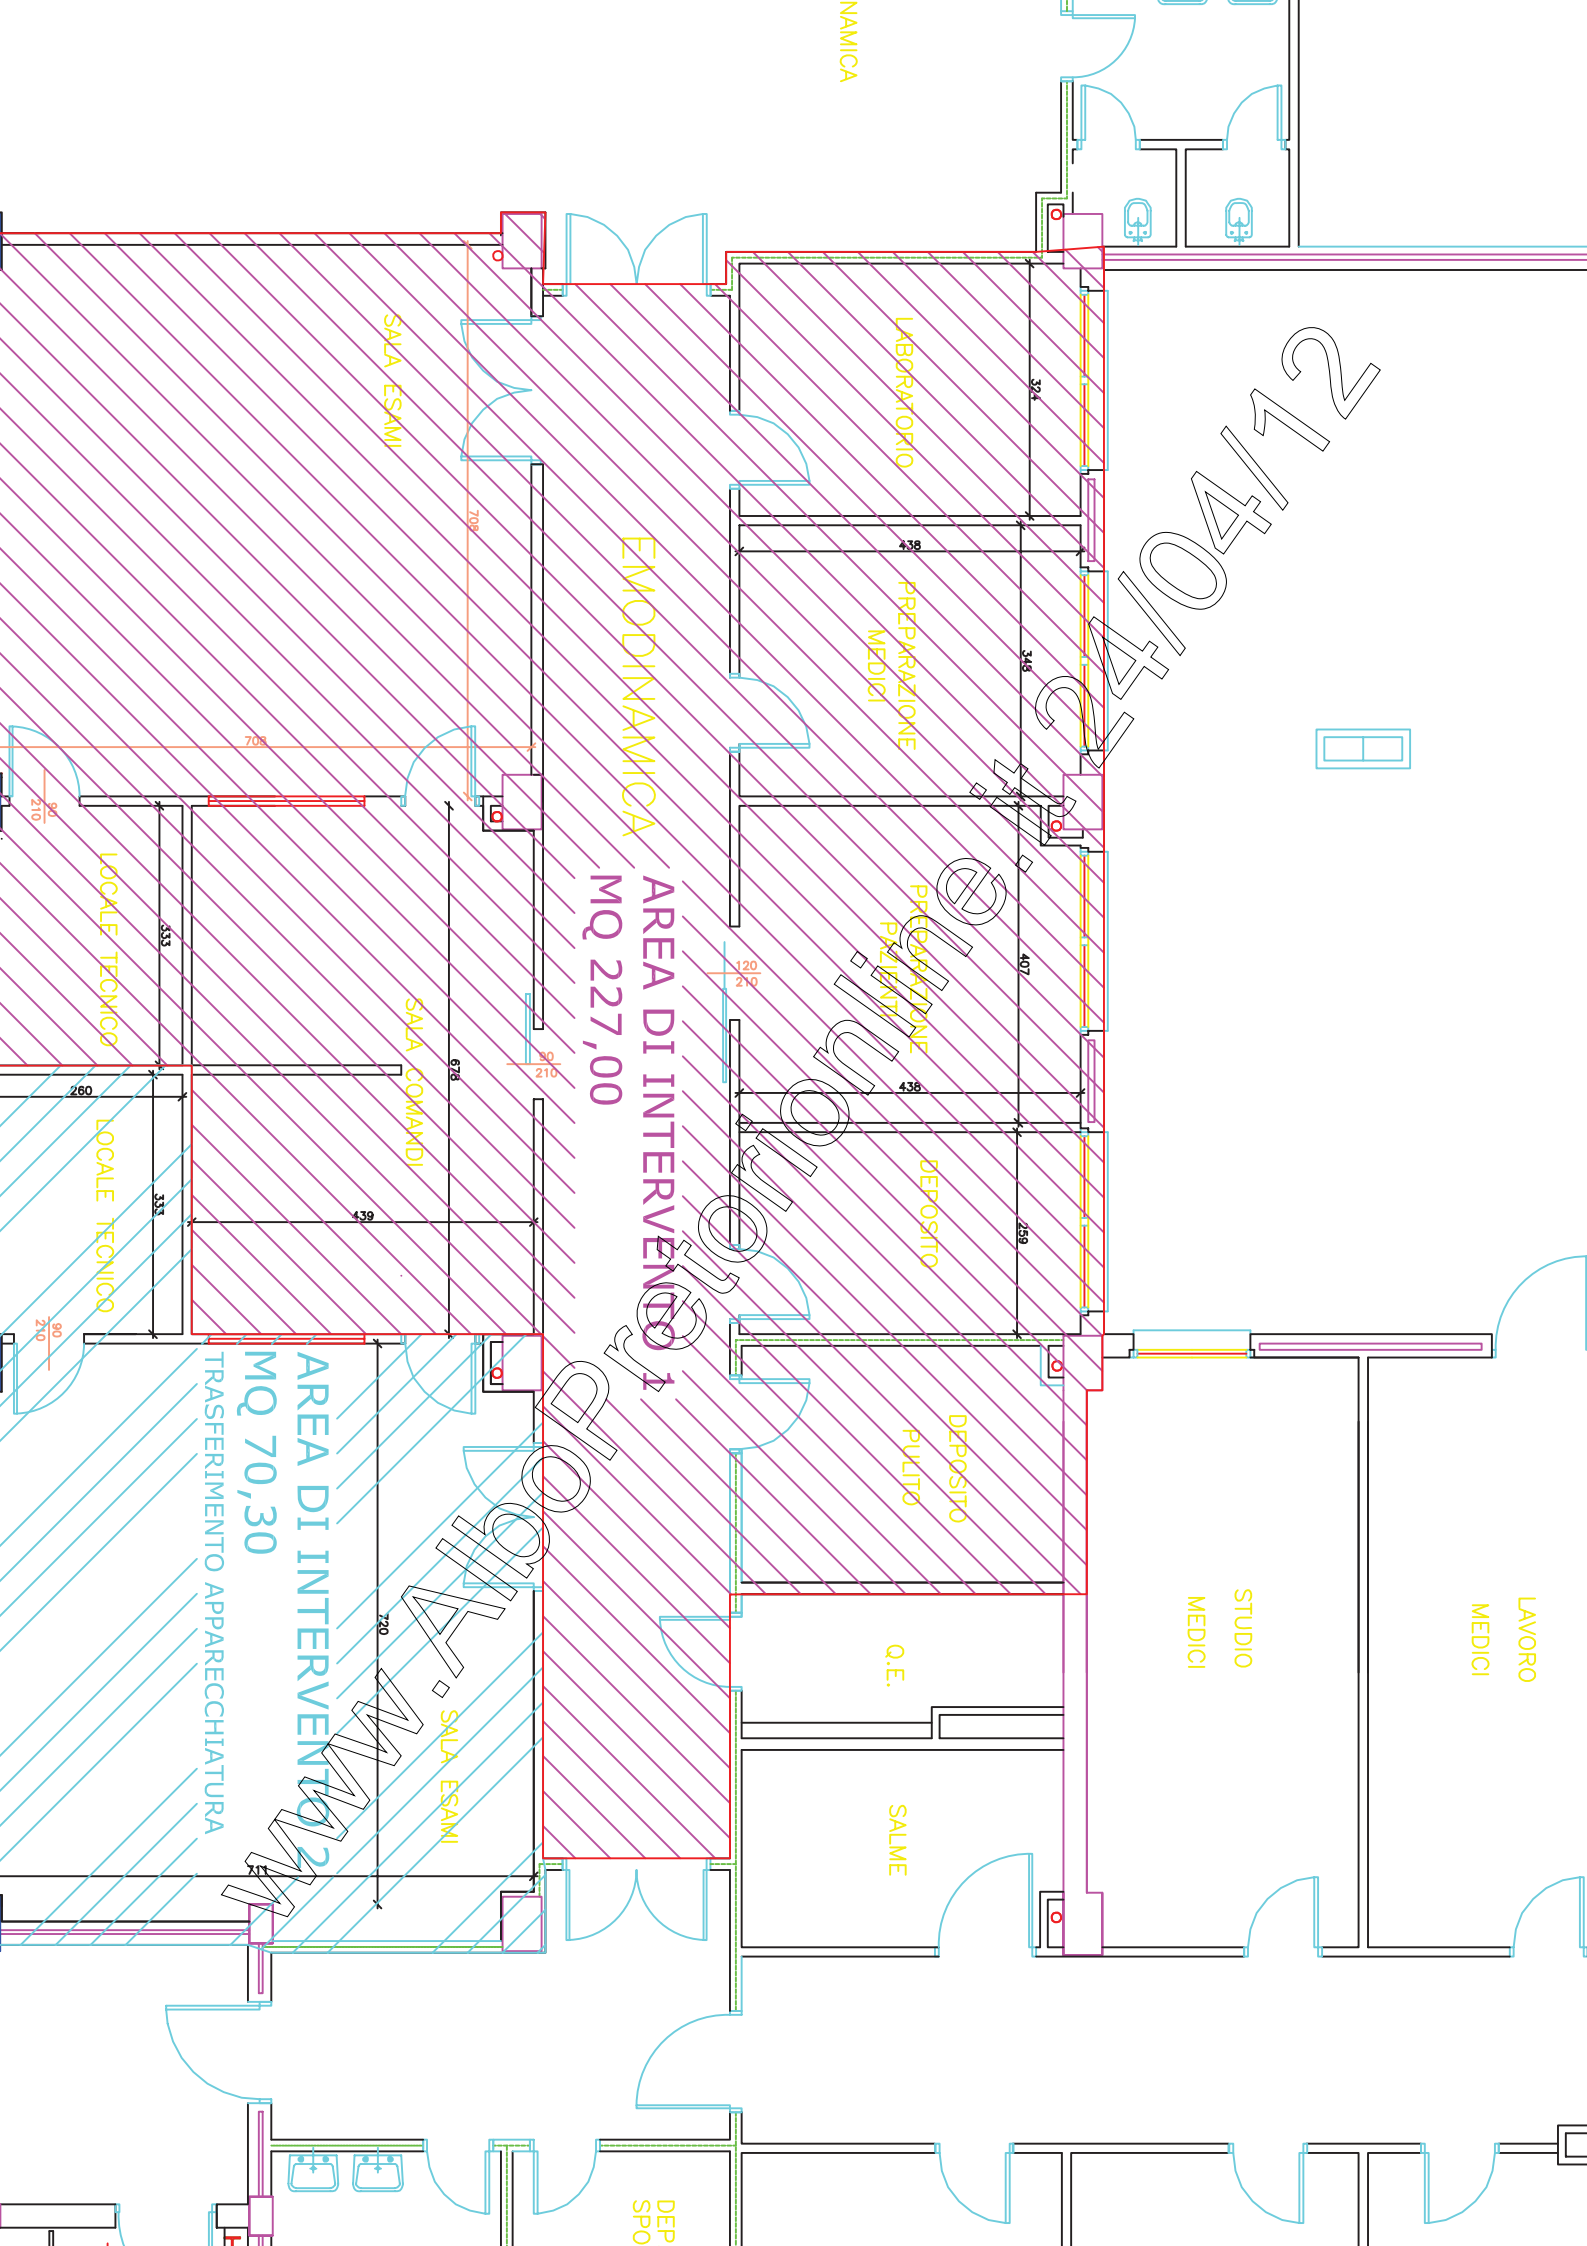 NAMICA
SALA ESAMI
LABORATORIO
324
438
708
EMODINAMICA
PREPARAZIONE
MEDICI
708
90
210
LOCALE TECNICO
333
SALA COMANDI
678
AREA DI INTERVENTO 1
MQ 227,00
120
210
90
210
PREPARAZIONE
PAZIENTI
407
438
260
LOCALE TECNICO
333
439
DEPOSITO
259
90
210
AREA DI INTERVENTO 2
MQ 70,30
TRASFERIMENTO APPARECCHIATURA
720
711
SALA ESAMI
DEPOSITO
PULITO
Q.E.
SALME
STUDIO
MEDICI
LAVORO
MEDICI
DEP
SPO
www.AlboPretorionline.it 24/04/12